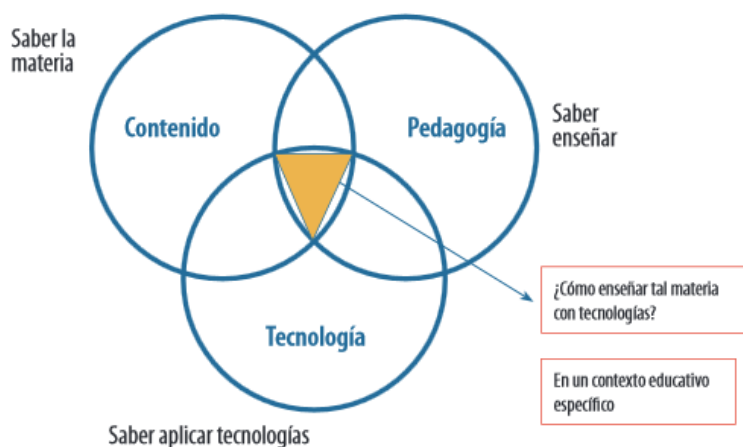 Saber la
materia
Contenido
Pedagogía
Saber
enseñar
¿Cómo enseñar tal materia
con tecnologías?
Tecnología
En un contexto educativo
específico
Saber aplicar tecnologías